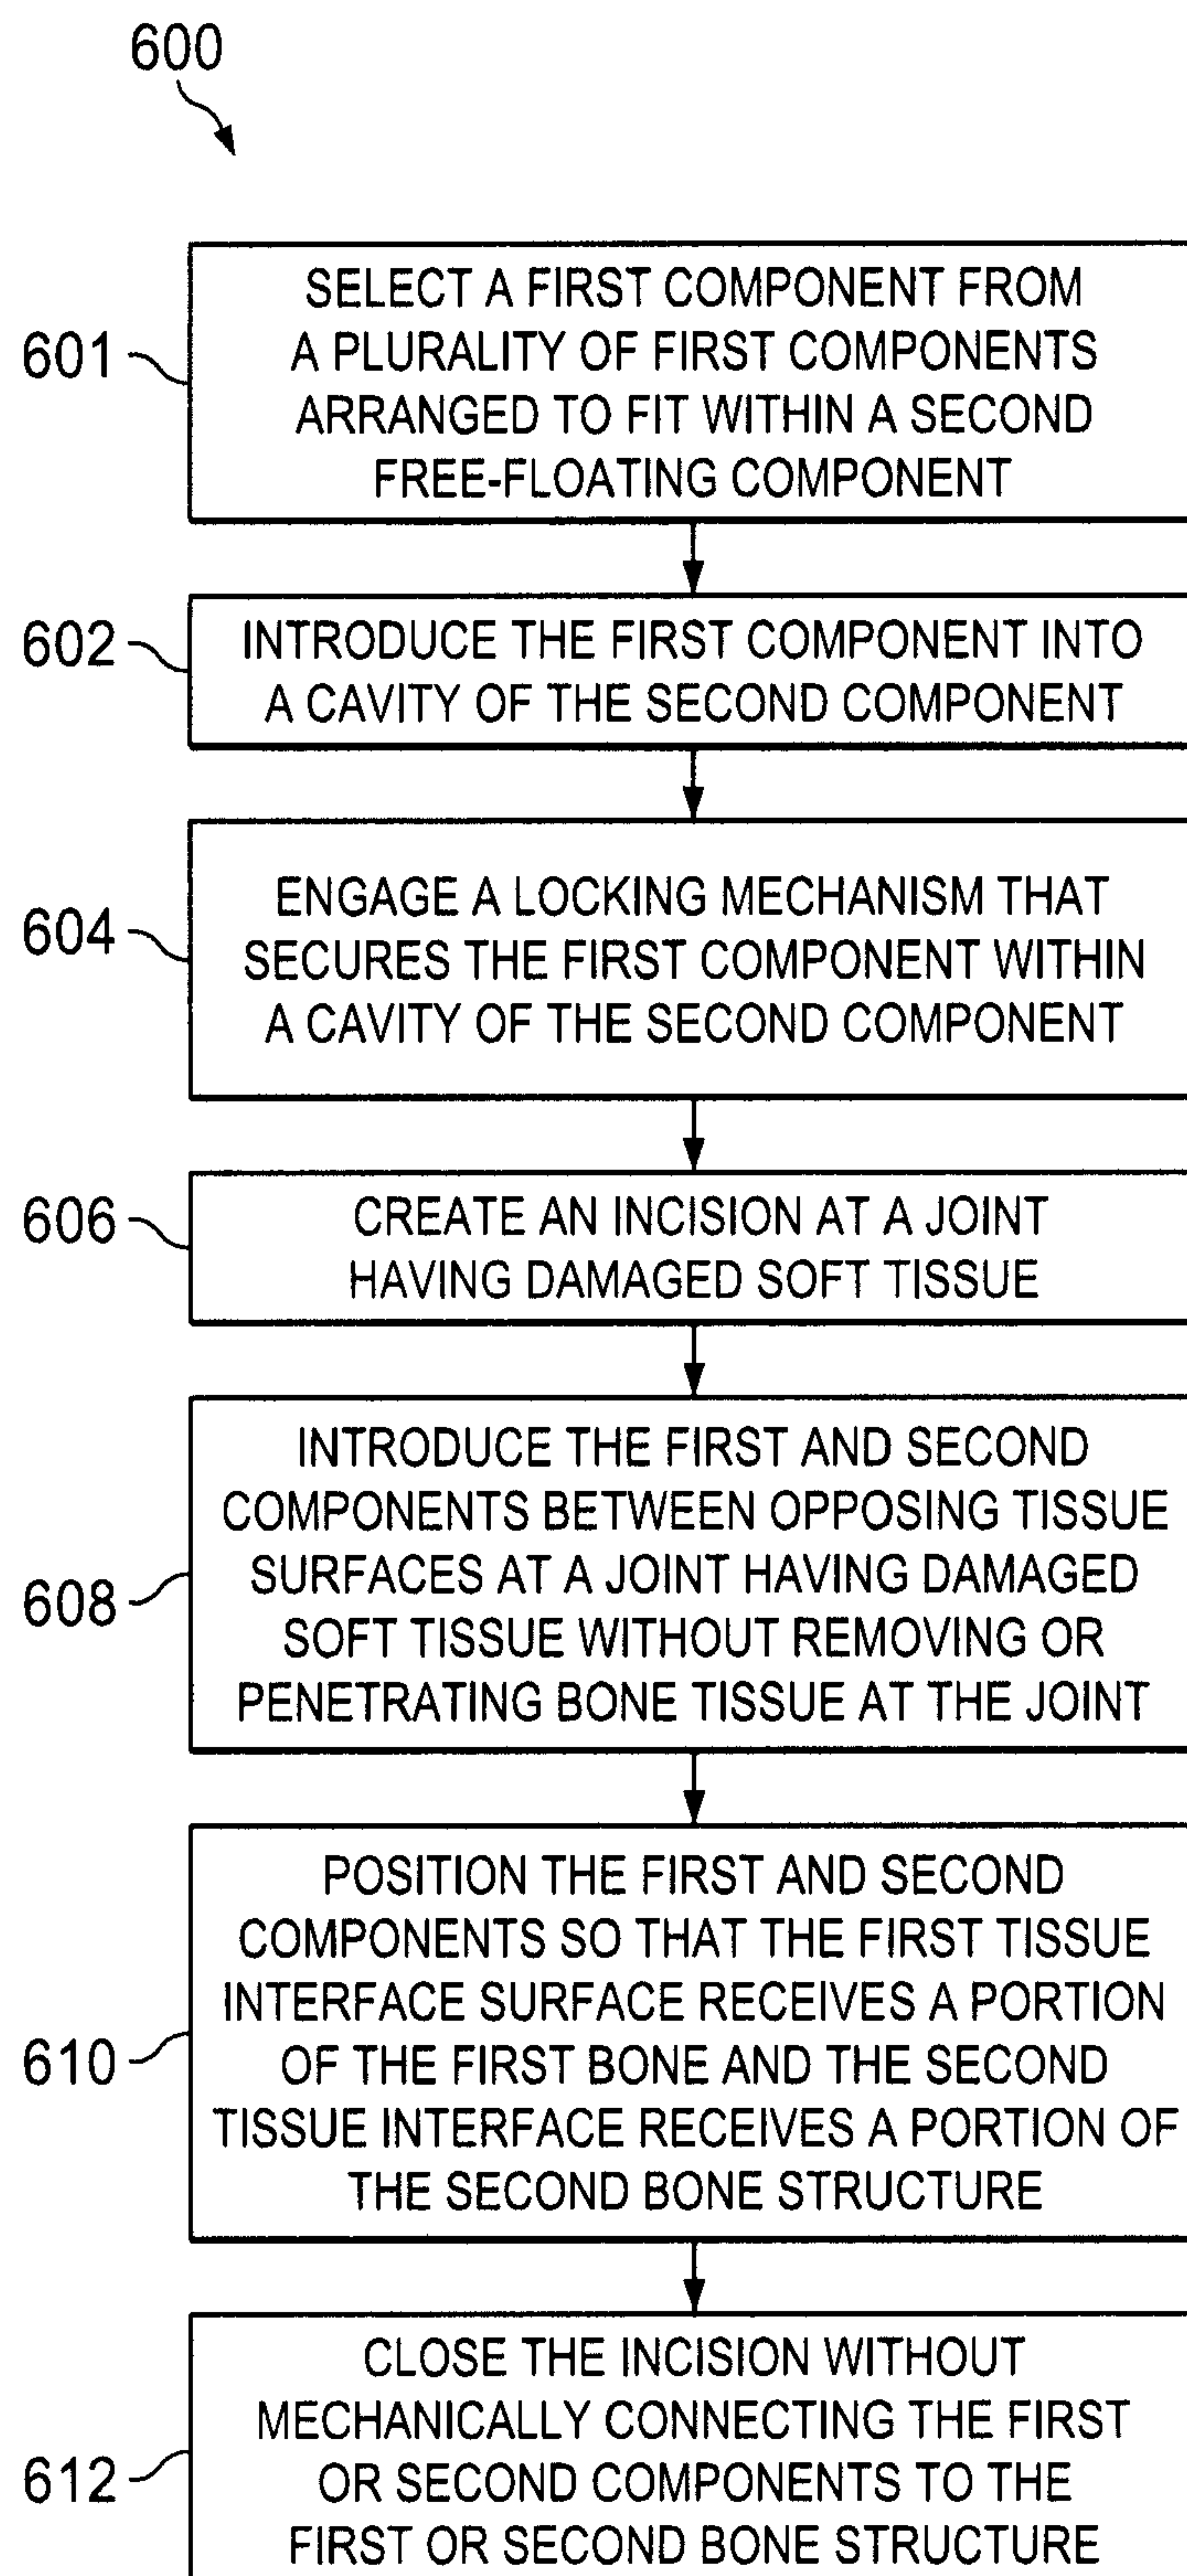 600
601
SELECT A FIRST COMPONENT FROM
A PLURALITY OF FIRST COMPONENTS
ARRANGED TO FIT WITHIN A SECOND
FREE-FLOATING COMPONENT
602
INTRODUCE THE FIRST COMPONENT INTO
A CAVITY OF THE SECOND COMPONENT
604
ENGAGE A LOCKING MECHANISM THAT
SECURES THE FIRST COMPONENT WITHIN
A CAVITY OF THE SECOND COMPONENT
606
CREATE AN INCISION AT A JOINT
HAVING DAMAGED SOFT TISSUE
608
INTRODUCE THE FIRST AND SECOND
COMPONENTS BETWEEN OPPOSING TISSUE
SURFACES AT A JOINT HAVING DAMAGED
SOFT TISSUE WITHOUT REMOVING OR
PENETRATING BONE TISSUE AT THE JOINT
610
POSITION THE FIRST AND SECOND
COMPONENTS SO THAT THE FIRST TISSUE
INTERFACE SURFACE RECEIVES A PORTION
OF THE FIRST BONE AND THE SECOND
TISSUE INTERFACE RECEIVES A PORTION OF
THE SECOND BONE STRUCTURE
612
CLOSE THE INCISION WITHOUT
MECHANICALLY CONNECTING THE FIRST
OR SECOND COMPONENTS TO THE
FIRST OR SECOND BONE STRUCTURE